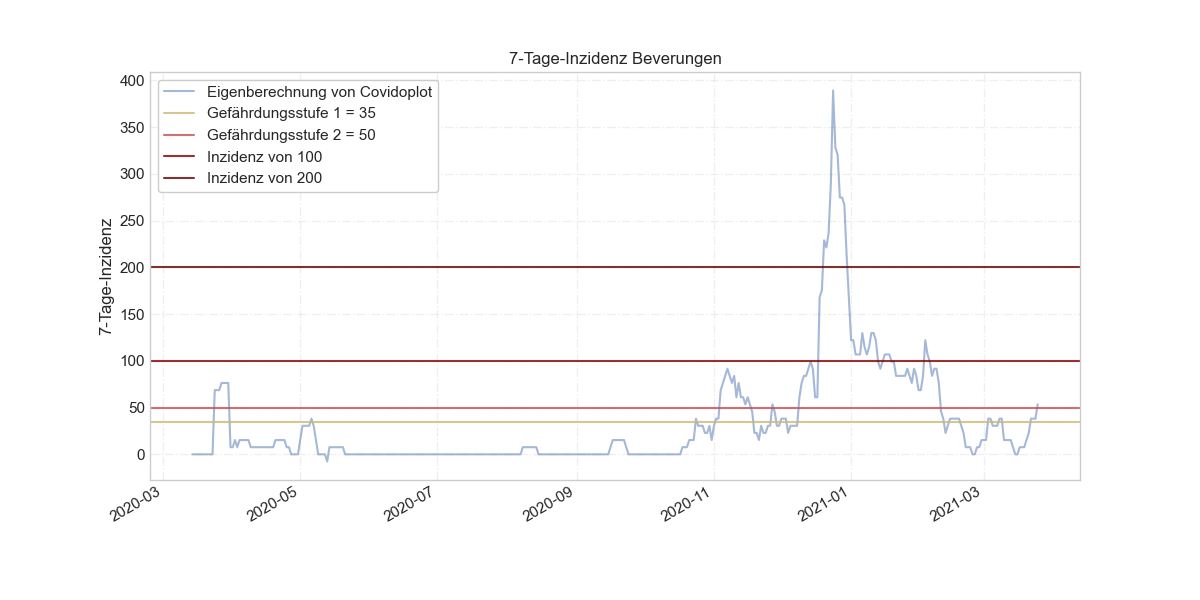 7-Tage-Inzidenz Beverungen
Eigenberechnung von Covidoplot
Gefährdungsstufe 1 = 35
Gefährdungsstufe 2 = 50
Inzidenz von 100
Inzidenz von 200
7-Tage-Inzidenz
400
350
300
250
200
150
100
50
0
2020-03
2020-05
2020-07
2020-09
2020-11
2021-01
2021-03